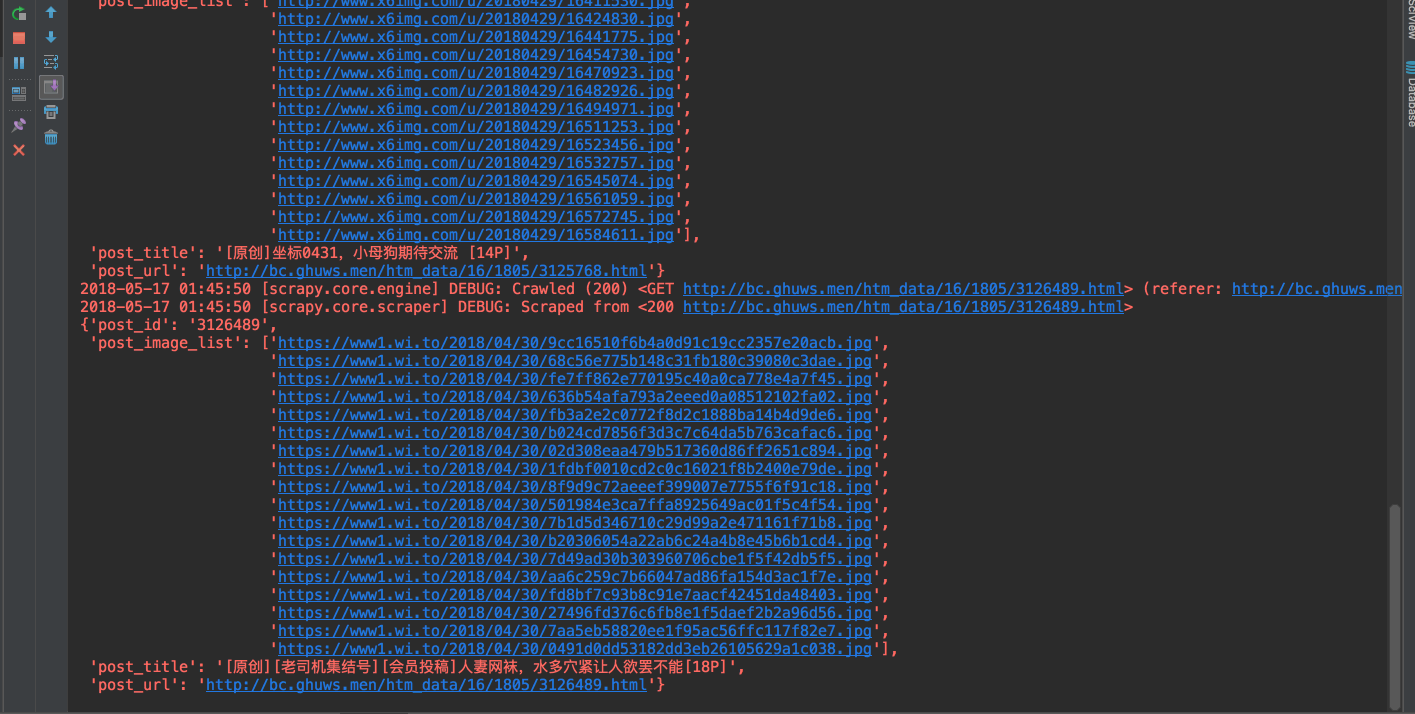 'post_image_list': ['http://www.x6img.com/u/20180429/16411530.jpg',
'http://www.x6img.com/u/20180429/16424830.jpg',
'http://www.x6img.com/u/20180429/16441775.jpg',
'http://www.x6img.com/u/20180429/16454730.jpg',
'http://www.x6img.com/u/20180429/16470923.jpg',
'http://www.x6img.com/u/20180429/16482926.jpg',
'http://www.x6img.com/u/20180429/16494971.jpg',
'http://www.x6img.com/u/20180429/16511253.jpg',
'http://www.x6img.com/u/20180429/16523456.jpg',
'http://www.x6img.com/u/20180429/16532757.jpg',
'http://www.x6img.com/u/20180429/16545074.jpg',
'http://www.x6img.com/u/20180429/16561059.jpg',
'http://www.x6img.com/u/20180429/16572745.jpg',
'http://www.x6img.com/u/20180429/16584611.jpg'],
'post_title': '[原创]坐标0431，小母狗期待交流 [14P]',
'post_url': 'http://bc.ghuws.men/htm_data/16/1805/3125768.html'}
2018-05-17 01:45:50 [scrapy.core.engine] DEBUG: Crawled (200) <GET http://bc.ghuws.men/htm_data/16/1805/3126489.html> (referer: http://bc.ghuws.men
2018-05-17 01:45:50 [scrapy.core.scraper] DEBUG: Scraped from <200 http://bc.ghuws.men/htm_data/16/1805/3126489.html>
{'post_id': '3126489',
'post_image_list': ['https://www1.wi.to/2018/04/30/9cc16510f6b4a0d91c19cc2357e20acb.jpg',
'https://www1.wi.to/2018/04/30/68c56e775b148c31fb180c39080c3dae.jpg',
'https://www1.wi.to/2018/04/30/fe7ff862e770195c40a0ca778e4a7f45.jpg',
'https://www1.wi.to/2018/04/30/636b54afa793a2eeed0a08512102fa02.jpg',
'https://www1.wi.to/2018/04/30/fb3a2e2c0772f8d2c1888ba14b4d9de6.jpg',
'https://www1.wi.to/2018/04/30/b024cd7856f3d3c7c64da5b763cafac6.jpg',
'https://www1.wi.to/2018/04/30/02d308eaa479b517360d86ff2651c894.jpg',
'https://www1.wi.to/2018/04/30/1fdbf0010cd2c0c16021f8b2400e79de.jpg',
'https://www1.wi.to/2018/04/30/8f9d9c72aeeef399007e7755f6f91c18.jpg',
'https://www1.wi.to/2018/04/30/501984e3ca7ffa8925649ac01f5c4f54.jpg',
'https://www1.wi.to/2018/04/30/7b1d5d346710c29d99a2e471161f71b8.jpg',
'https://www1.wi.to/2018/04/30/b20306054a22ab6c24a4b8e45b6b1cd4.jpg',
'https://www1.wi.to/2018/04/30/7d49ad30b303960706cbe1f5f42db5f5.jpg',
'https://www1.wi.to/2018/04/30/aa6c259c7b66047ad86fa154d3ac1f7e.jpg',
'https://www1.wi.to/2018/04/30/fd8bf7c93b8c91e7aacf42451da48403.jpg',
'https://www1.wi.to/2018/04/30/27496fd376c6fb8e1f5daef2b2a96d56.jpg',
'https://www1.wi.to/2018/04/30/7aa5eb58820ee1f95ac56ffc117f82e7.jpg',
'https://www1.wi.to/2018/04/30/0491d0dd53182dd3eb26105629a1c038.jpg'],
'post_title': '[原创][老司机集结号][会员投稿]人妻网袜，水多穴紧让人欲罢不能[18P]',
'post_url': 'http://bc.ghuws.men/htm_data/16/1805/3126489.html'}
SciView
Database